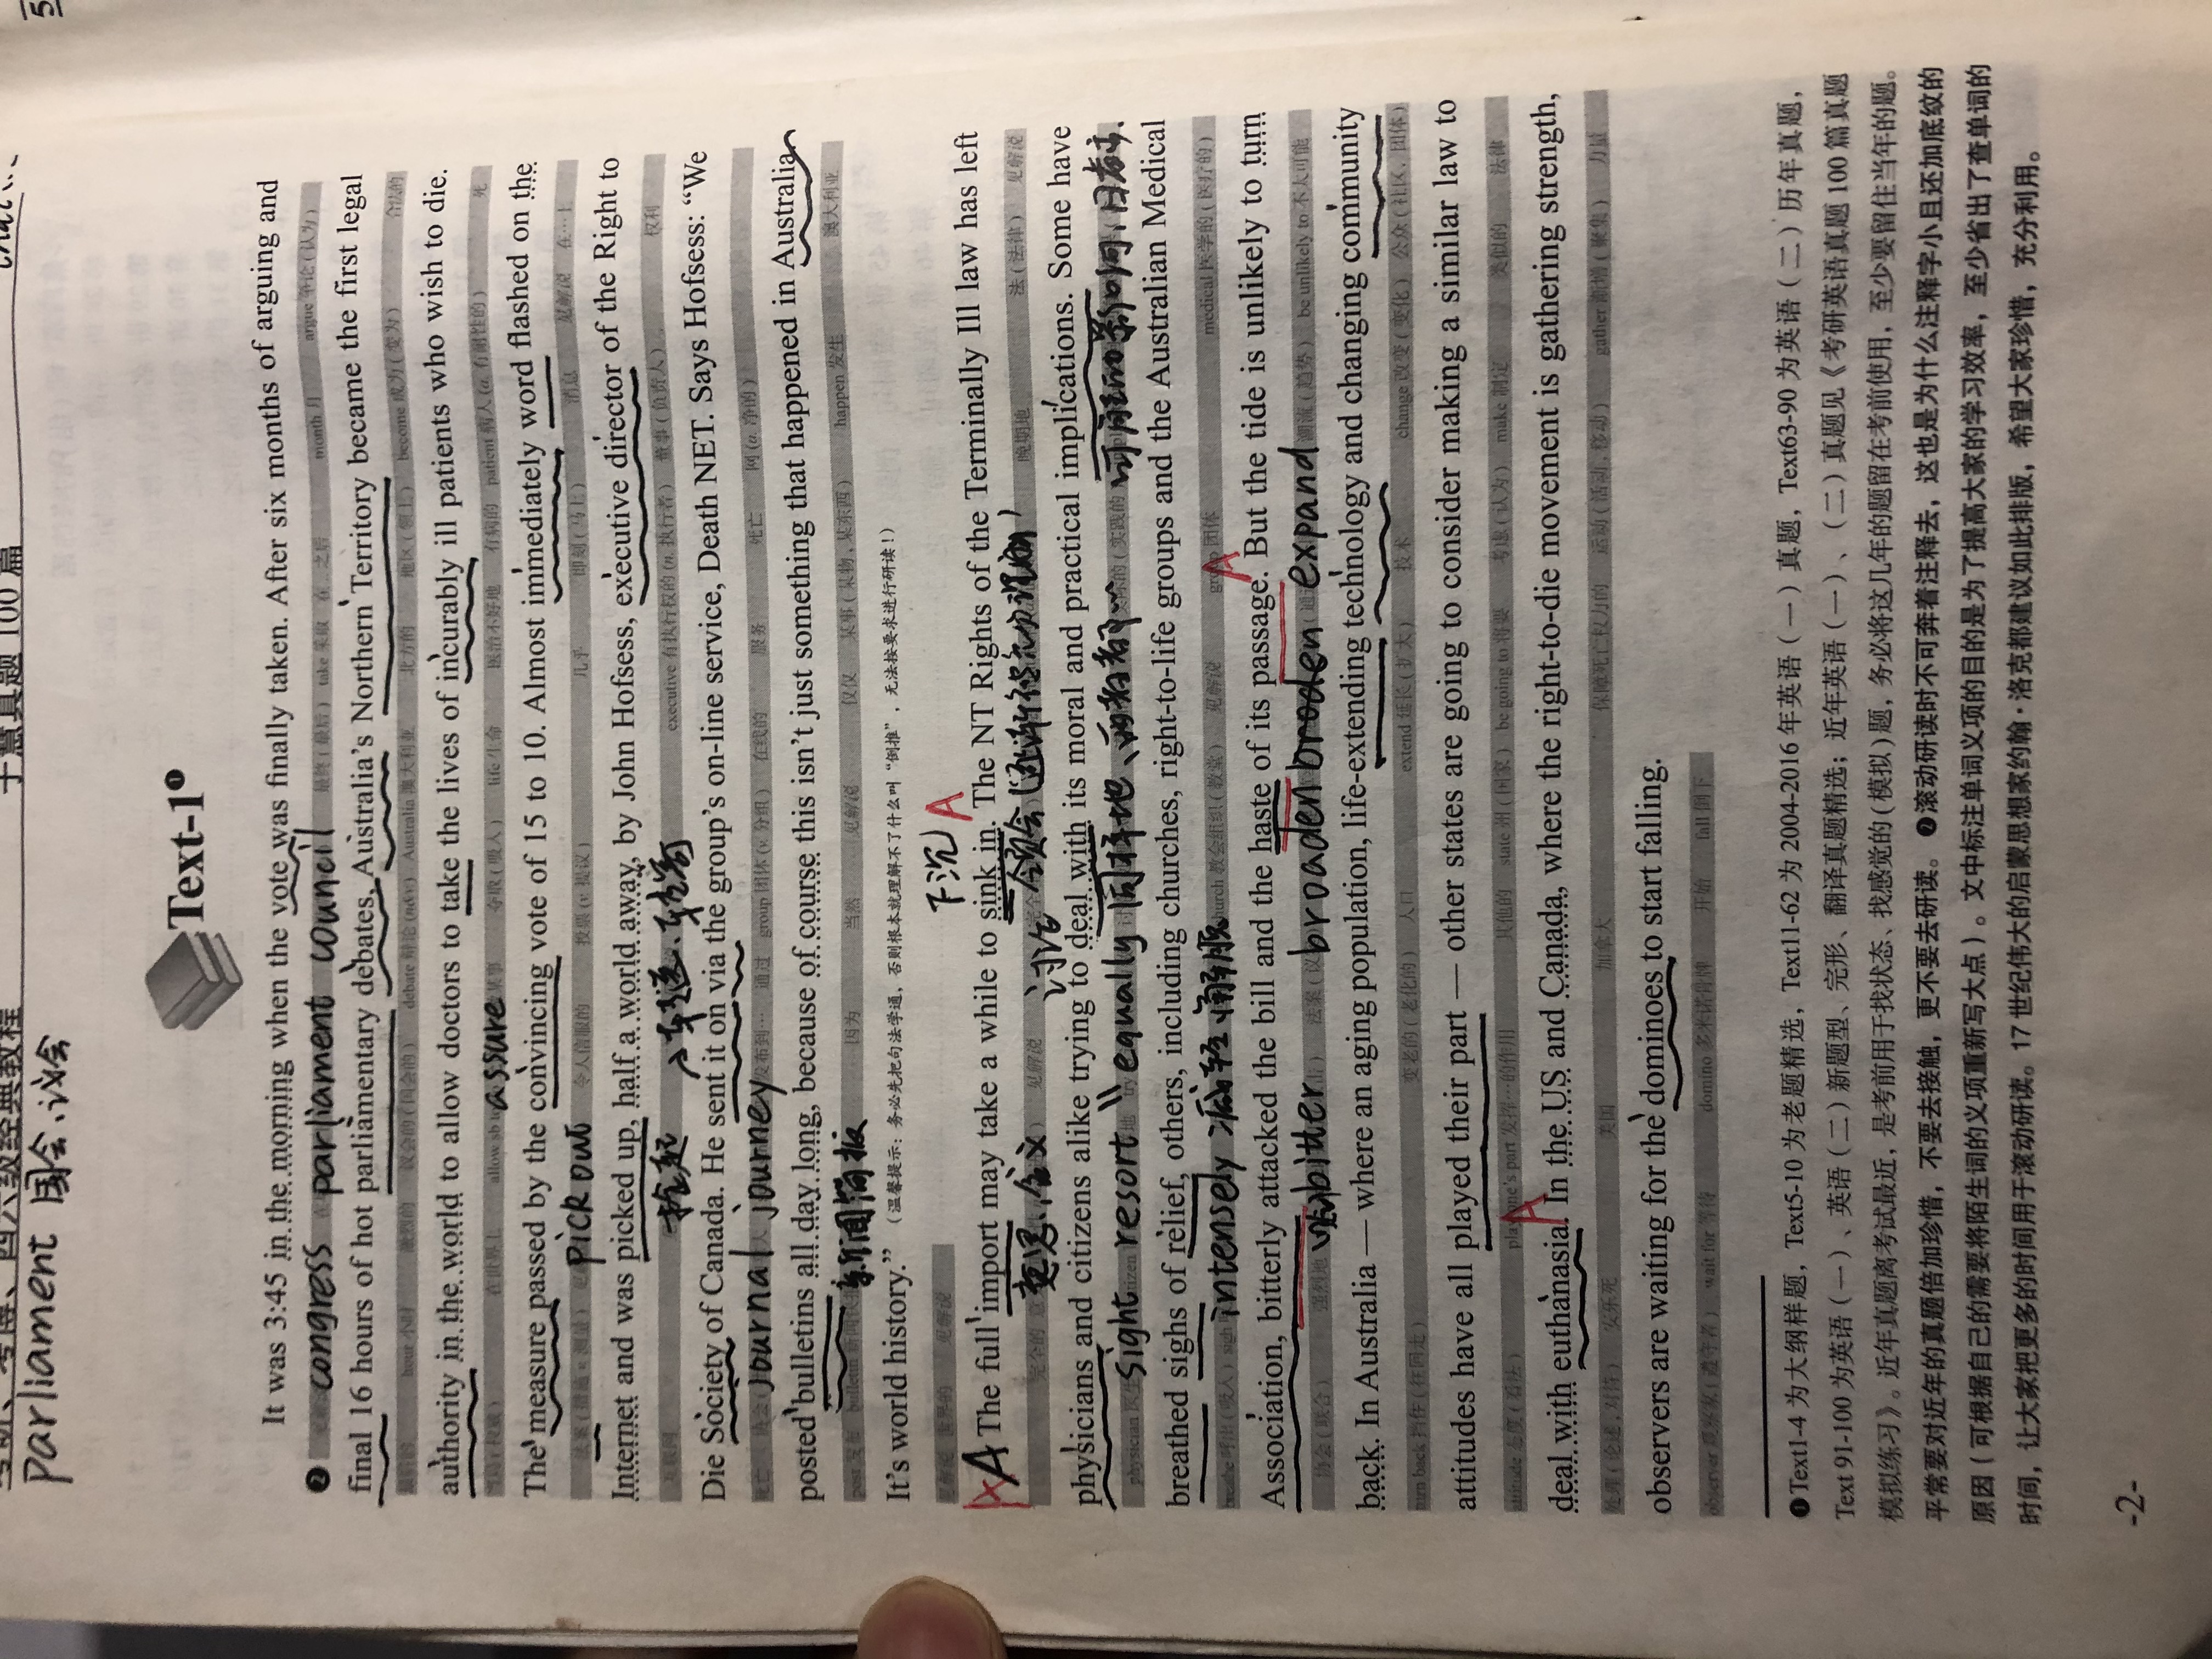 考研、考博、四六级经典教程
子慧真题 100 篇
parliament 国会、议会
Text-1❶
It was 3:45 in the morning when the vote was finally taken. After six months of arguing and
❷ congress parliament council 最终(最后) take 采取 在…之后 month 月 argue 争论(认为)
final 16 hours of hot parliamentary debates, Australia's Northern Territory became the first legal
最后的 hour 小时 激烈的 议会的(国会的) debate 辩论(n&v.) Australia 澳大利亚 北方的 地区(领土) become 成为(变为) 合法的
authority in the world to allow doctors to take the lives of incurably ill patients who wish to die.
当局(权威) 在世界上 allow sb to assure 某事 夺取(吸入) life 生命 医治不好地 有病的 patient 病人(a. 有耐性的) 死
The measure passed by the convincing vote of 15 to 10. Almost immediately word flashed on the
法案(措施 v. 测量) pick out 令人信服的 投票(v. 提议) 几乎 即刻(马上) 消息 见解说 在…上
Internet and was picked up, half a world away, by John Hofsess, executive director of the Right to
互联网 拾起 转送、转寄 executive 有执行权的(n. 执行者) 董事(负责人) 权利
Die Society of Canada. He sent it on via the group's on-line service, Death NET. Says Hofsess: "We
死亡 journal journey 发布到… 通过 group 团体(v. 分组) 在线的 服务 死亡 网(a. 净的)
posted bulletins all day long, because of course this isn't just something that happened in Australia.
post 发布 bulletin 新闻简报 因为 当然 见解说 仅仅 某事(某物,某东西) happen 发生 澳大利亚
It's world history." (温馨提示:务必先把句法学通,否则根本就理解不了什么叫"倒推",无法按要求进行研读!)
见解说 世界的 见解说
下沉 A
A A The full import may take a while to sink in. The NT Rights of the Terminally Ill law has left
完全的 意思、含义 见解说 讨论 领会(逐渐被充分理解) 晚期地 法(法律) 见解说
physicians and citizens alike trying to deal with its moral and practical implications. Some have
physician 医生 sight resort equally 同样地、两者都… 实际的(实践的 可能的影响,
breathed sighs of relief, others, including churches, right-to-life groups and the Australian Medical
breathe 呼出(吸入) sigh intensely 减轻、解脱 church 教会组织(教堂) 见解说 group 团体 A medical 医学的(医疗的)
Association, bitterly attacked the bill and the haste of its passage. But the tide is unlikely to turn
协会(联合) 强烈地 bitter 法案(议 broaden broden expand 潮流(趋势) be unlikely to 不太可能
back. In Australia — where an aging population, life-extending technology and changing community
turn back 挡住(往回走) 变老的(老化的) 人口 extend 延长(扩大) 技术 change 改变(变化) 公众(社区, 团体)
attitudes have all played their part — other states are going to consider making a similar law to
attitude 态度(看法) play one's part 发挥…的作用 其他的 state 州(国家) be going to 将要 考虑(认为) make 制定 类似的 法律
A
deal with euthanasia. In the US and Canada, where the right-to-die movement is gathering strength,
处理(论述,对待) 安乐死 美国 加拿大 保障死亡权力的 运动(活动,移动) gather 渐增(聚集) 力量
observers are waiting for the dominoes to start falling.
observer 观察家(遵守者) wait for 等待 domino 多米诺骨牌 开始 fall 倒下
❶Text1-4 为大纲样题,Text5-10 为老题精选,Text11-62 为 2004-2016 年英语(一)真题,Text63-90 为英语(二)历年真题,
Text 91-100 为英语(一)、英语(二)新题型、完形、翻译真题精选;近年英语(一)、(二)真题见《考研英语真题 100 篇真题
模拟练习》。近年真题离考试最近,是考前用于找状态、找感觉的(模拟)题,务必将这几年的题留在考前使用,至少要留住当年的题。
平常要对近年的真题倍加珍惜,不要去接触,更不要去研读。❷滚动研读时不可奔着注释去,这也是为什么注释字小且还加底纹的
原因(可根据自己的需要将陌生词的义项重新写大点)。文中标注单词义项的目的是为了提高大家的学习效率,至少省出了查单词的
时间,让大家把更多的时间用于滚动研读。17 世纪伟大的启蒙思想家约翰·洛克都建议如此排版,希望大家珍惜,充分利用。
-2-